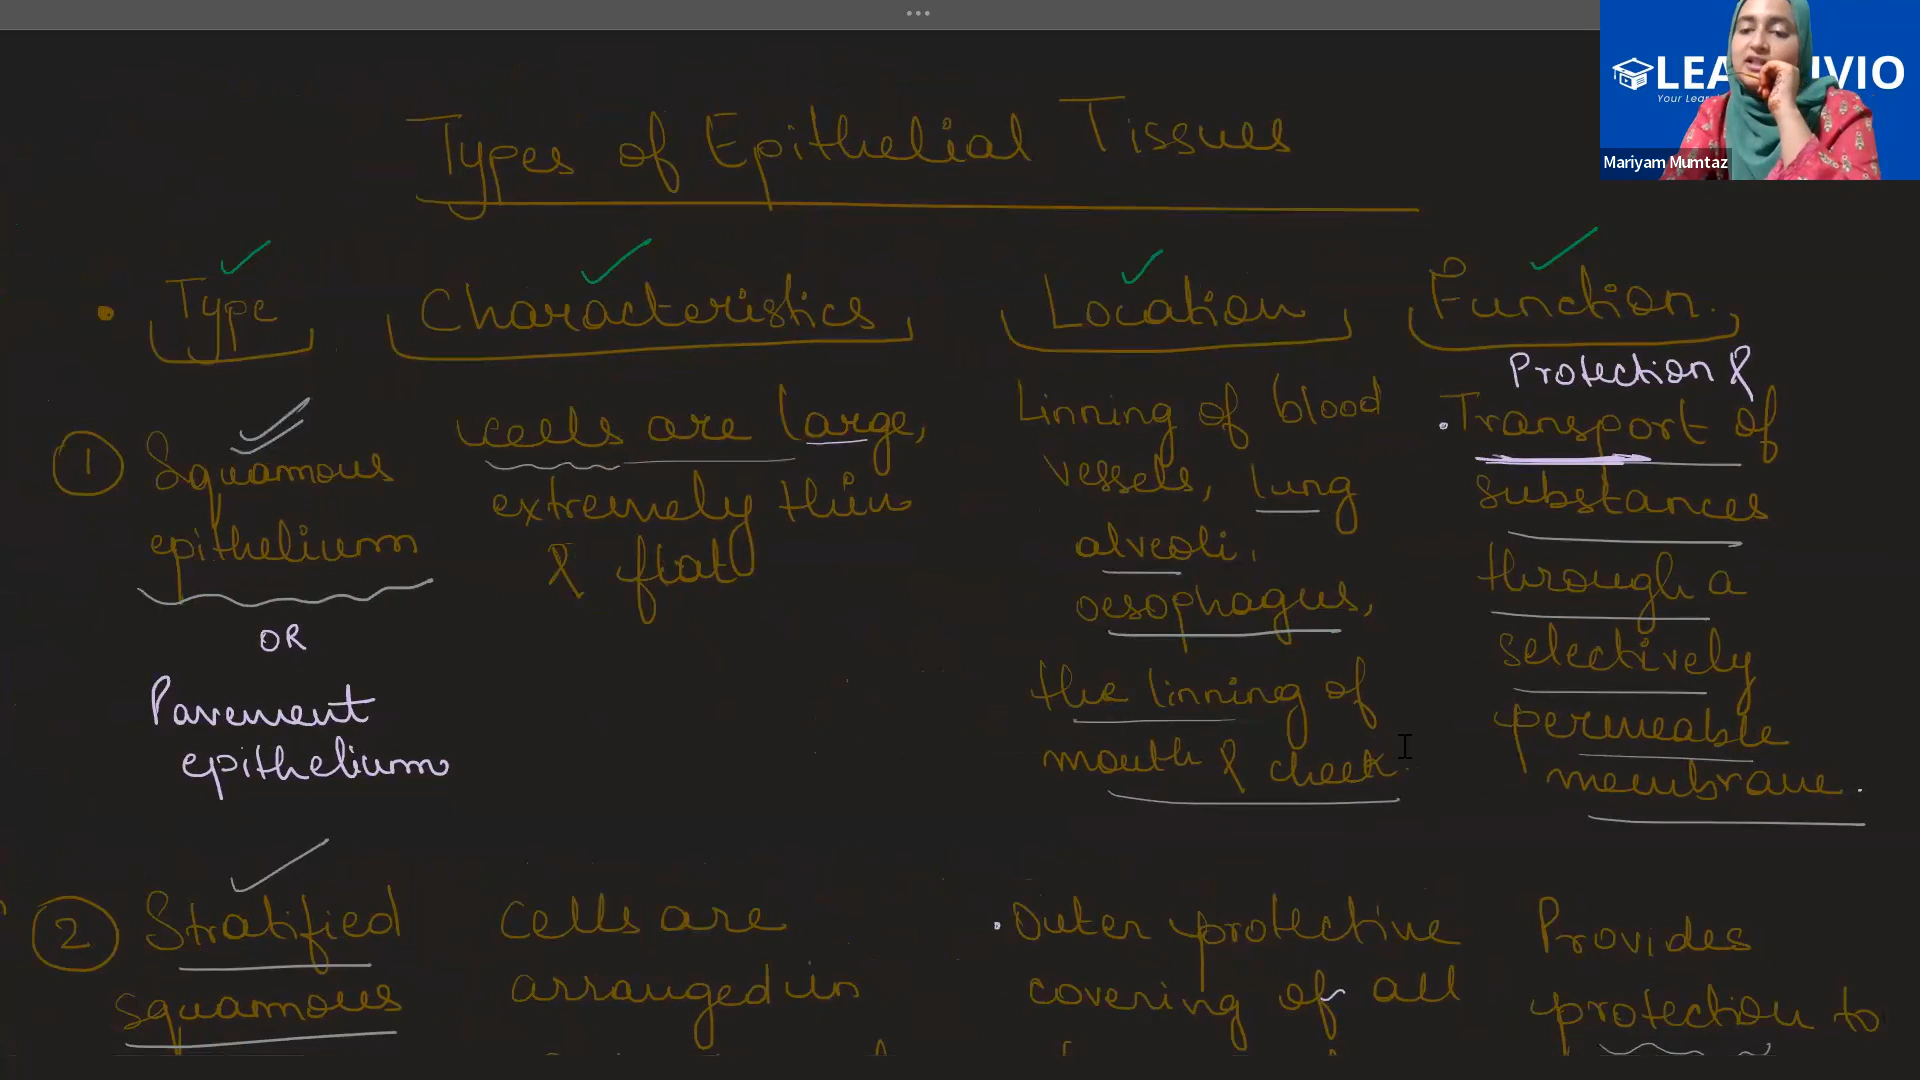 Types of Epithelial Tissues
Type Characteristics Location Function.
Protection &
① Squamous
epithelium
OR
Pavement
epithelium
cells are large,
extremely thin
& flat
Linning of blood
vessels, lung
alveoli,
oesophagus,
the linning of
mouth & cheek.
• Transport of
substances
through a
selectively
permeable
membrane.
② Stratified
squamous
cells are
arranged in
• Outer protective
covering of all
Provides
protection to
Mariyam Mumtaz